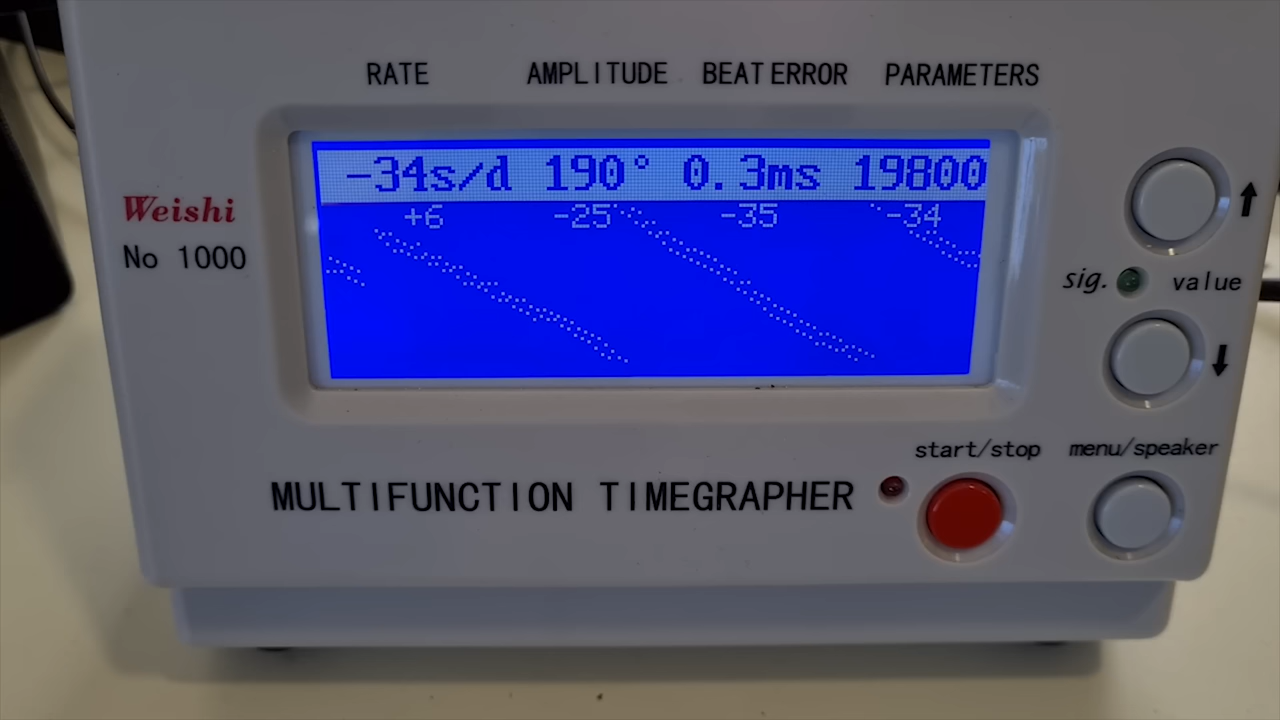 RATE AMPLITUDE BEAT ERROR PARAMETERS
-34s/d 190° 0.3ms 19800
+6 -25 -35 -34
Weishi
No 1000
sig. value
start/stop menu/speaker
MULTIFUNCTION TIMEGRAPHER